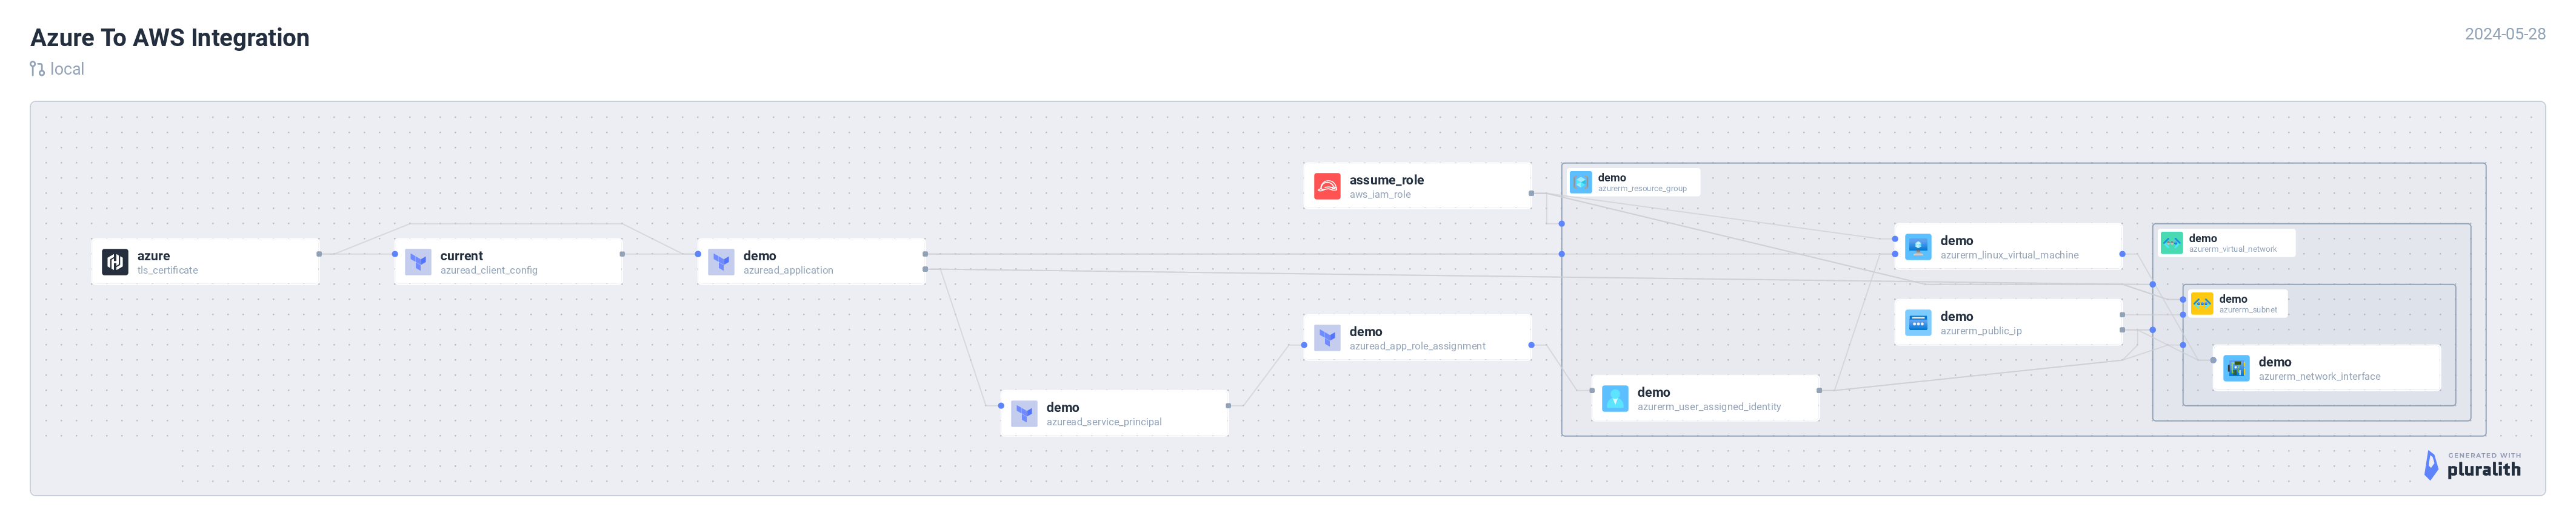 Azure To AWS Integration
2024-05-28
local
assume_role
aws_iam_role
demo
azurerm_resource_group
azure
tls_certificate
current
azuread_client_config
demo
azuread_application
demo
azurerm_linux_virtual_machine
demo
azurerm_virtual_network
demo
azurerm_subnet
demo
azurerm_public_ip
demo
azuread_app_role_assignment
demo
azurerm_network_interface
demo
azurerm_user_assigned_identity
demo
azuread_service_principal
GENERATED WITH
pluralith